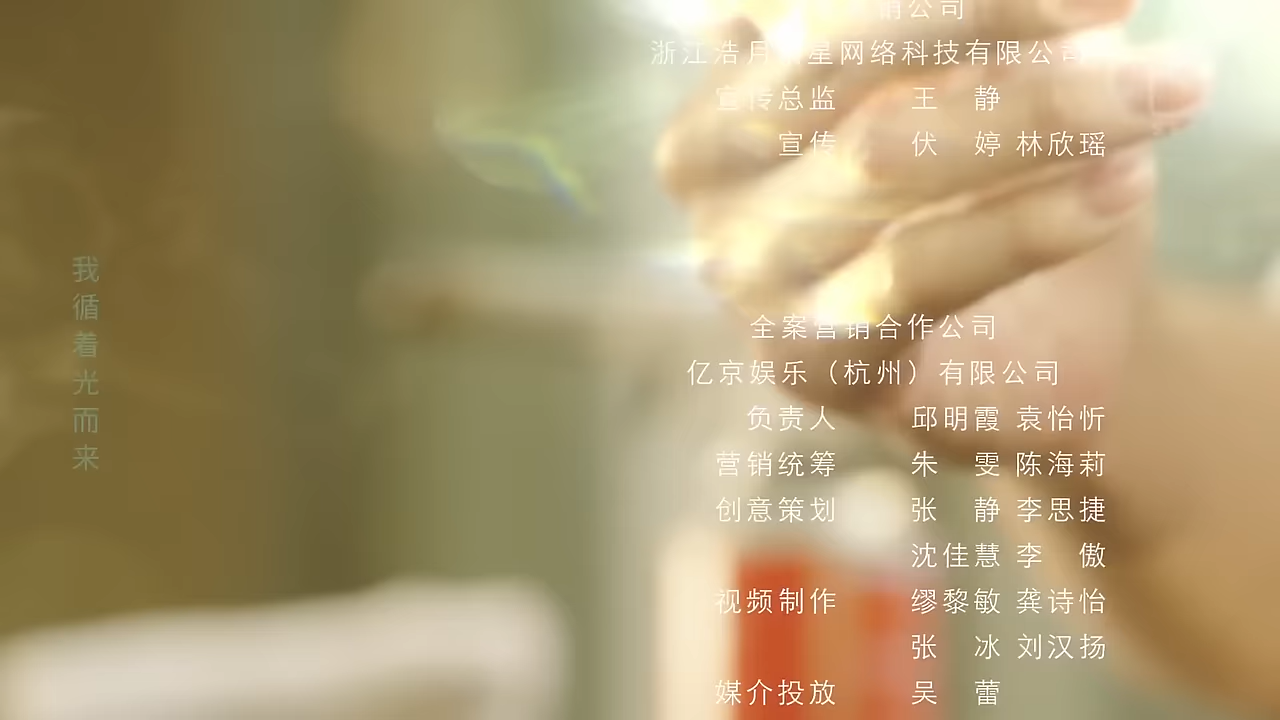 我循着光而来
销公司
浙江浩月星网络科技有限公司
宣传总监 王 静
宣传 伏 婷 林欣瑶
全案营销合作公司
亿京娱乐（杭州）有限公司
负责人 邱明霞 袁怡忻
营销统筹 朱 雯 陈海莉
创意策划 张 静 李思捷
沈佳慧 李 傲
视频制作 缪黎敏 龚诗怡
张 冰 刘汉扬
媒介投放 吴 蕾